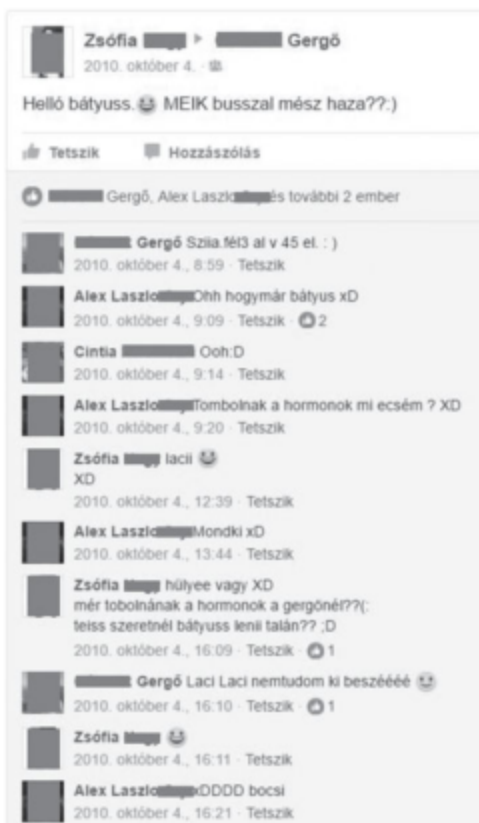 Zsófia Gergő
2010. október 4. ·
Helló bátyuss. MEIK busszal mész haza??:)
Tetszik Hozzászólás
Gergő, Alex Laszlo és további 2 ember
Gergő Sziia.fél3 al v 45 el. : )
2010. október 4., 8:59 · Tetszik
Alex Laszlo Ohh hogymár bátyus xD
2010. október 4., 9:09 · Tetszik · 2
Cintia Ooh:D
2010. október 4., 9:14 · Tetszik
Alex Laszlo Tombolnak a hormonok mi ecsém ? XD
2010. október 4., 9:20 · Tetszik
Zsófia lacii
XD
2010. október 4., 12:39 · Tetszik
Alex Laszlo Mondki xD
2010. október 4., 13:44 · Tetszik
Zsófia hülyee vagy XD
mér tobolnának a hormonok a gergőnél??(:
teiss szeretnél bátyuss lenii talán?? ;D
2010. október 4., 16:09 · Tetszik · 1
Gergő Laci Laci nemtudom ki beszéééé
2010. október 4., 16:10 · Tetszik · 1
Zsófia
2010. október 4., 16:11 · Tetszik
Alex Laszlo xDDDD bocsi
2010. október 4., 16:21 · Tetszik